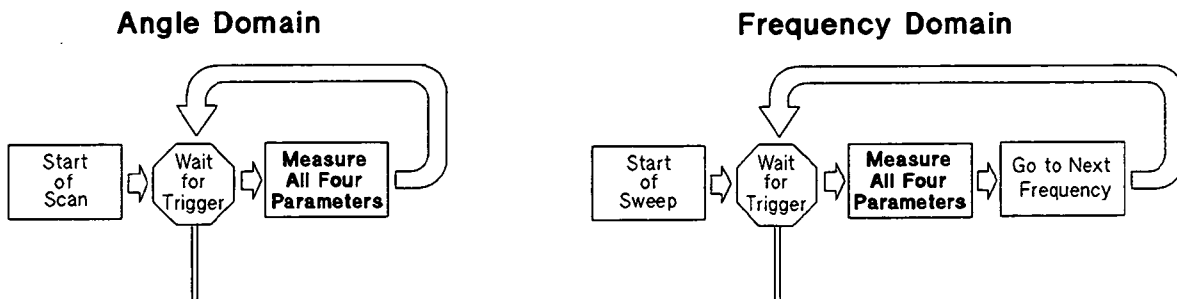 Angle Domain
Start
of
Scan
Wait
for
Trigger
Measure
All Four
Parameters
Frequency Domain
Start
of
Sweep
Wait
for
Trigger
Measure
All Four
Parameters
Go to Next
Frequency